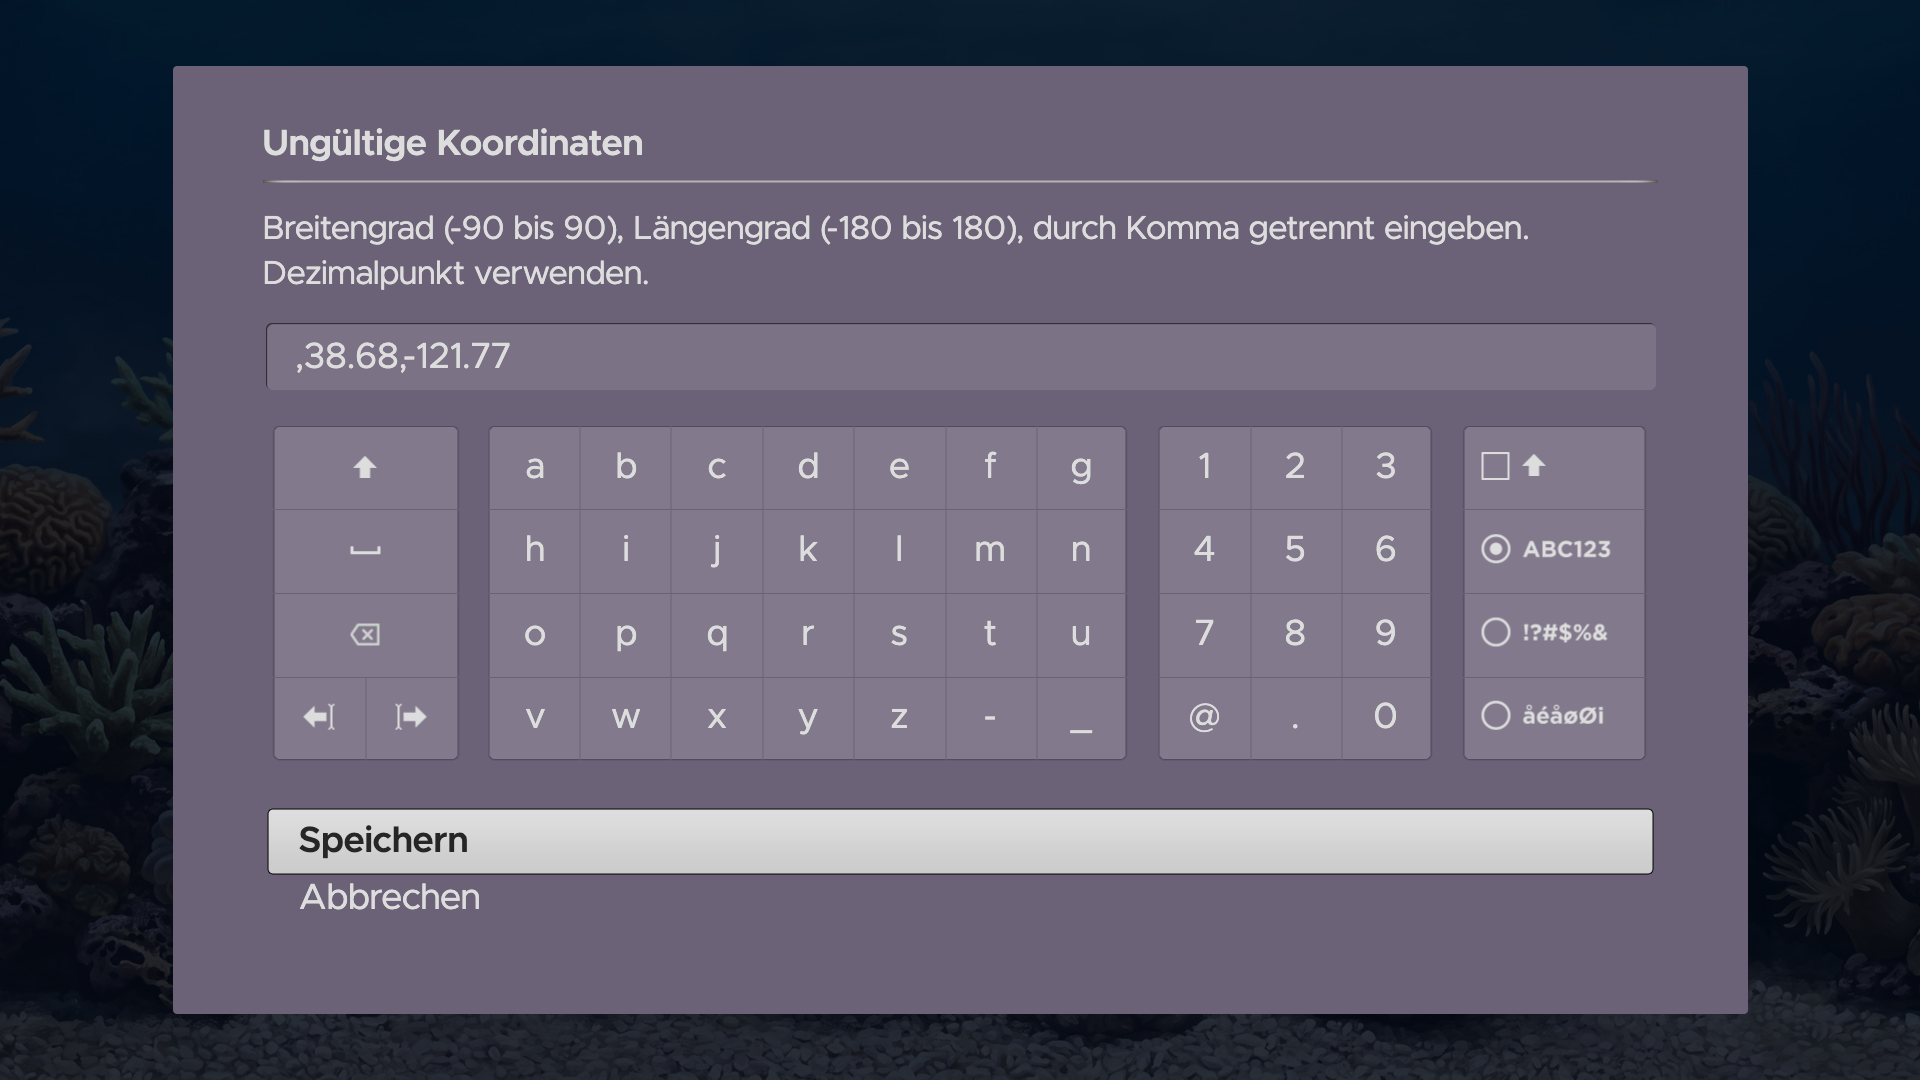 Ungültige Koordinaten
Breitengrad (-90 bis 90), Längengrad (-180 bis 180), durch Komma getrennt eingeben.
Dezimalpunkt verwenden.
,38.68,-121.77
a b c d e f g 1 2 3
h i j k l m n 4 5 6 ABC123
o p q r s t u 7 8 9 !?#$%&
v w x y z - _ @ . 0 åéåøØi
Speichern
Abbrechen